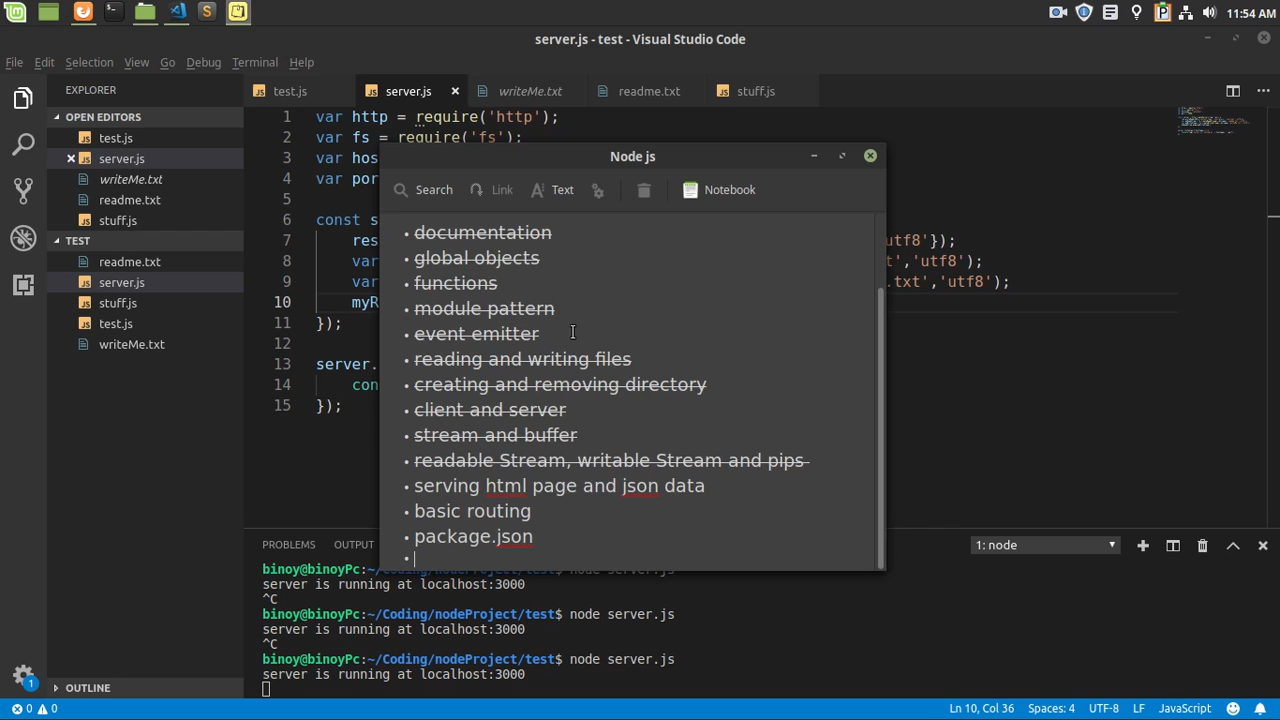 11:54 AM
server.js - test - Visual Studio Code
File Edit Selection View Go Debug Terminal Help
EXPLORER
OPEN EDITORS
test.js
server.js
writeMe.txt
readme.txt
stuff.js
TEST
readme.txt
server.js
stuff.js
test.js
writeMe.txt
OUTLINE
test.js server.js writeMe.txt readme.txt stuff.js
1 var http = require('http');
2 var fs = require('fs');
3 var hos
4 var por
5
6 const s
7 res utf8'});
8 var t','utf8');
9 var .txt','utf8');
10 myR
11 });
12
13 server.
14 con
15 });
Node js
Search Link Text Notebook
• documentation
• global objects
• functions
• module pattern
• event emitter
• reading and writing files
• creating and removing directory
• client and server
• stream and buffer
• readable Stream, writable Stream and pips
• serving html page and json data
• basic routing
• package.json
•
PROBLEMS OUTPUT 1: node
binoy@binoyPc:~/Coding/nodeProject/test$ node server.js
server is running at localhost:3000
^C
binoy@binoyPc:~/Coding/nodeProject/test$ node server.js
server is running at localhost:3000
^C
binoy@binoyPc:~/Coding/nodeProject/test$ node server.js
server is running at localhost:3000
1
0 0 Ln 10, Col 36 Spaces: 4 UTF-8 LF JavaScript